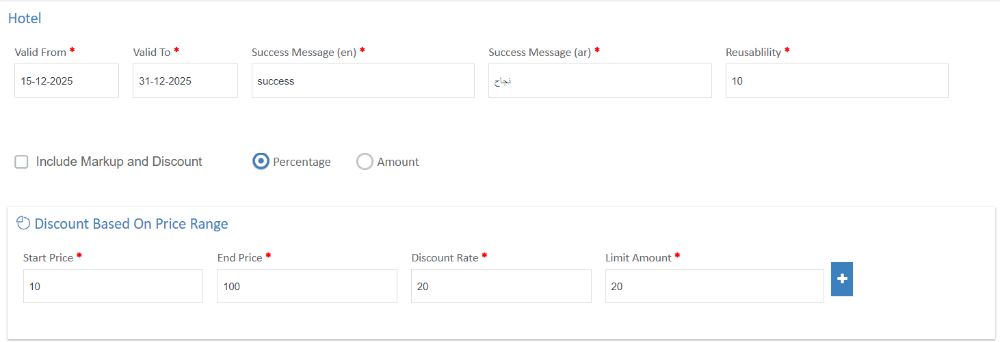 Hotel
Valid From * Valid To * Success Message (en) * Success Message (ar) * Reusablility *
15-12-2025 31-12-2025 success نجاح 10
Include Markup and Discount Percentage Amount
Discount Based On Price Range
Start Price * End Price * Discount Rate * Limit Amount *
10 100 20 20 +